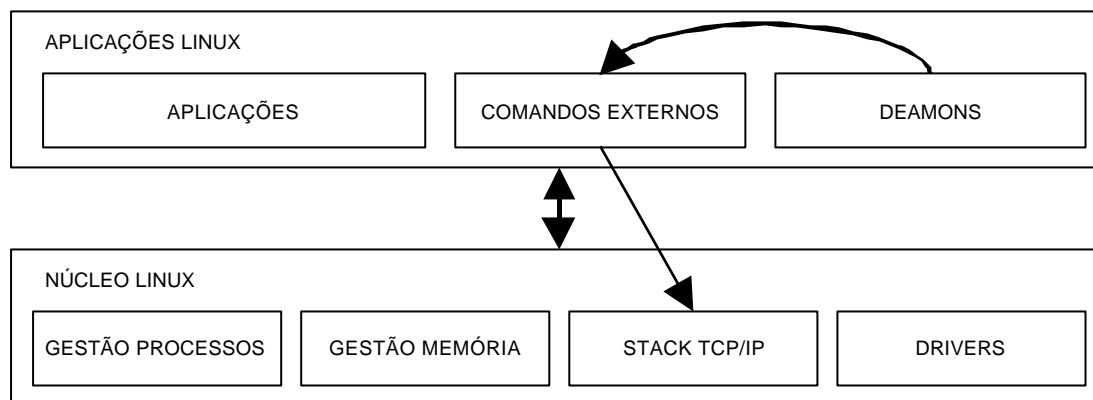 APLICAÇÕES LINUX
APLICAÇÕES
COMANDOS EXTERNOS
DEAMONS
NÚCLEO LINUX
GESTÃO PROCESSOS
GESTÃO MEMÓRIA
STACK TCP/IP
DRIVERS